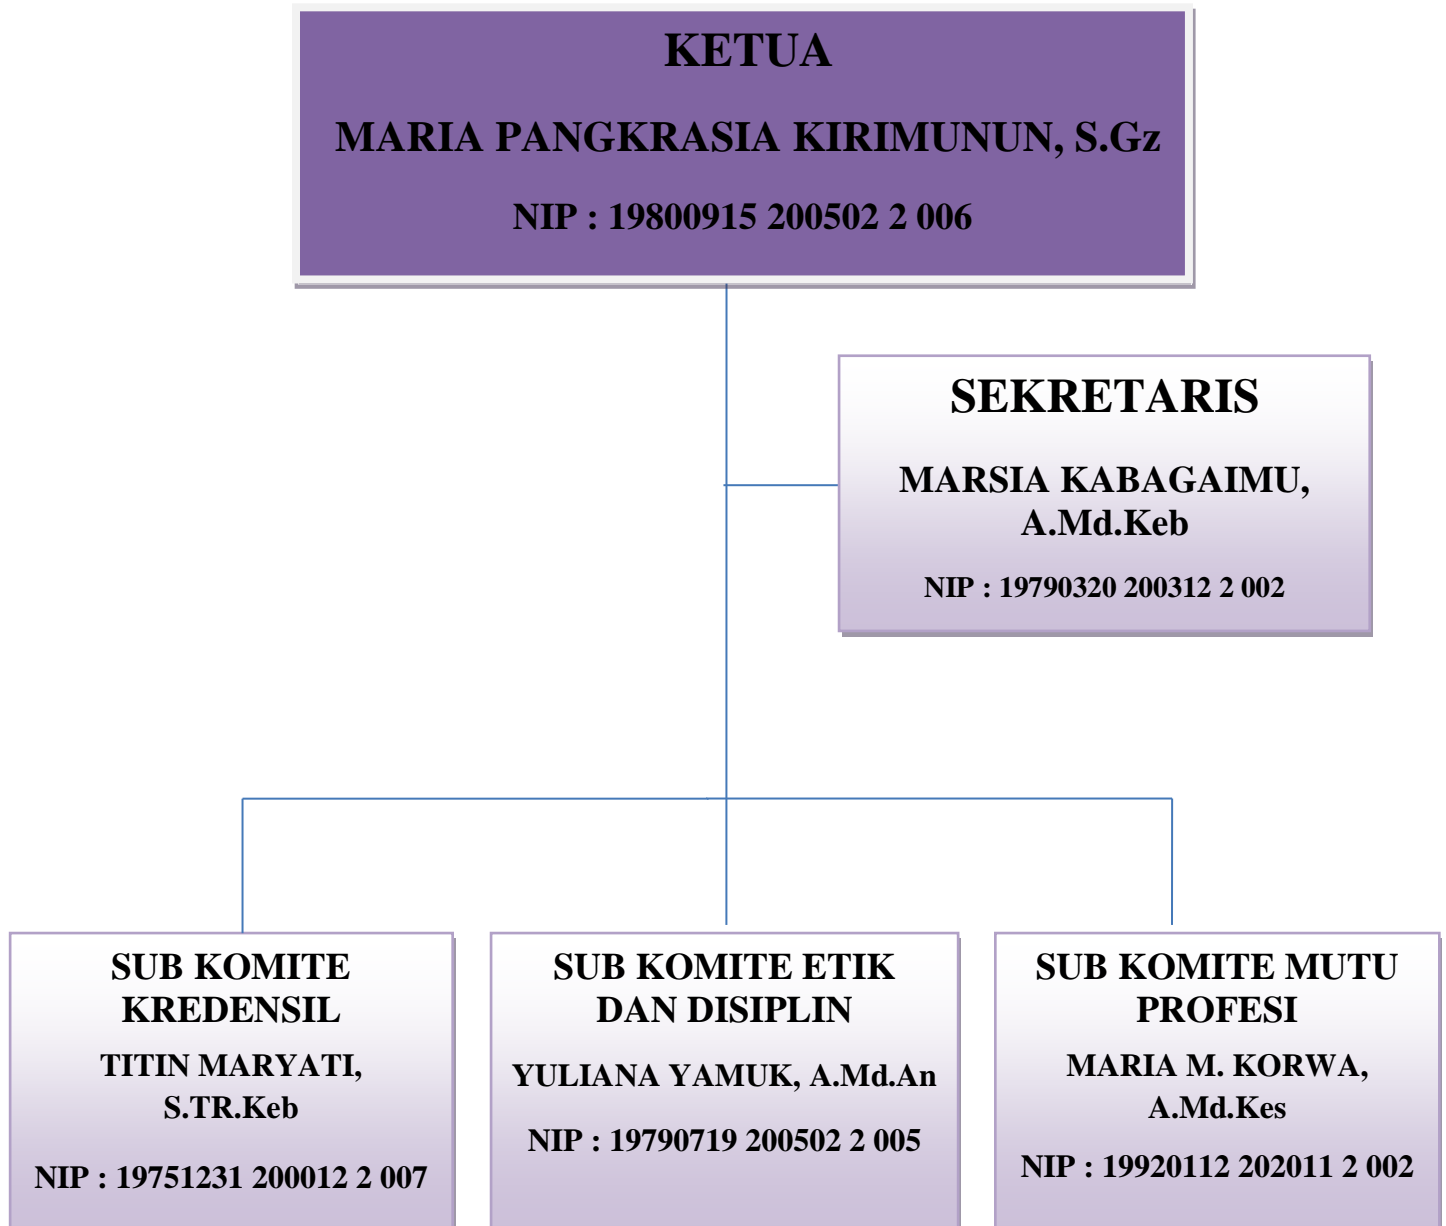 KETUA
MARIA PANGKRASIA KIRIMUNUN, S.Gz
NIP : 19800915 200502 2 006
SEKRETARIS
MARSIA KABAGAIMU,
A.Md.Keb
NIP : 19790320 200312 2 002
SUB KOMITE
KREDENSIL
TITIN MARYATI,
S.TR.Keb
NIP : 19751231 200012 2 007
SUB KOMITE ETIK
DAN DISIPLIN
YULIANA YAMUK, A.Md.An
NIP : 19790719 200502 2 005
SUB KOMITE MUTU
PROFESI
MARIA M. KORWA,
A.Md.Kes
NIP : 19920112 202011 2 002